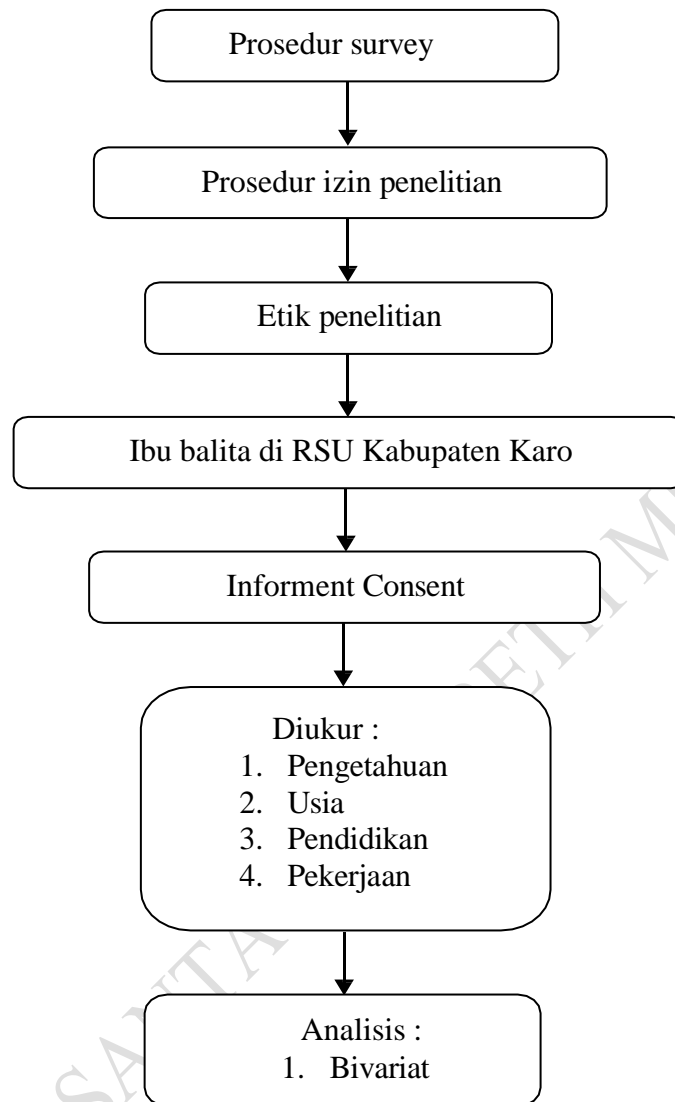 Prosedur survey
Prosedur izin penelitian
Etik penelitian
Ibu balita di RSU Kabupaten Karo
Informent Consent
Diukur :
1. Pengetahuan
2. Usia
3. Pendidikan
4. Pekerjaan
Analisis :
1. Bivariat
SANTA